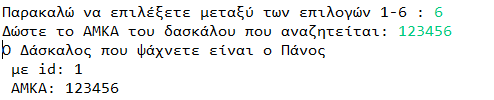 Παρακαλώ να επιλέξετε μεταξύ των επιλογών 1-6 : 6
Δώστε το ΑΜΚΑ του δασκάλου που αναζητείται: 123456
Ο Δάσκαλος που ψάχνετε είναι ο Πάνος
με id: 1
ΑΜΚΑ: 123456